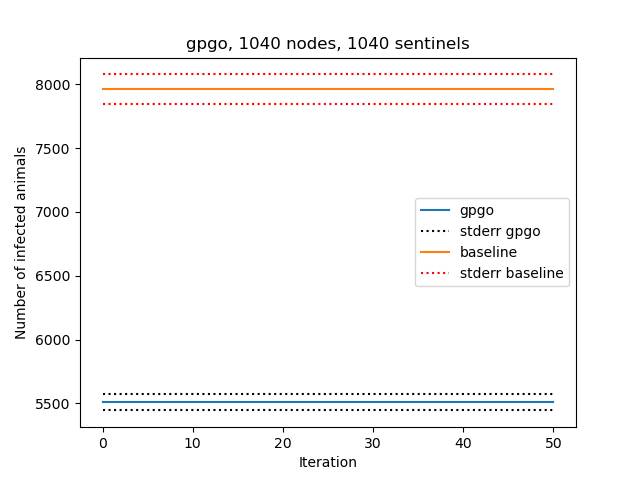 gpgo, 1040 nodes, 1040 sentinels
8000
7500
7000
6500
6000
5500
Number of infected animals
gpgo
stderr gpgo
baseline
stderr baseline
0 10 20 30 40 50
Iteration